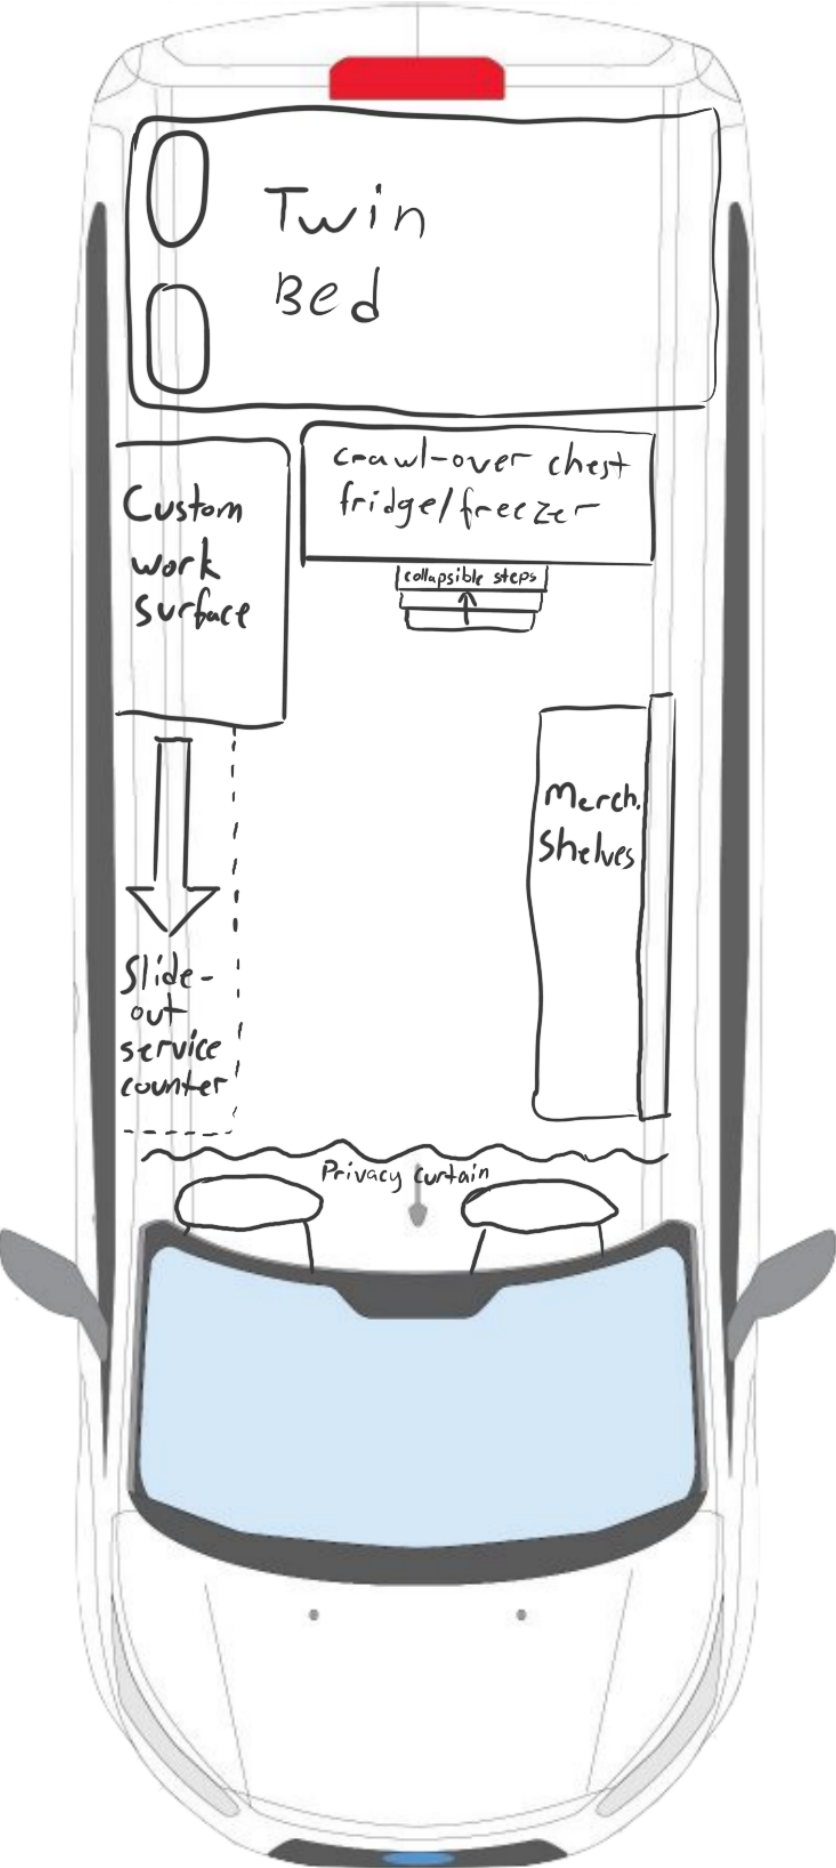 Twin
Bed
crawl-over chest
fridge/freezer
collapsible steps
Custom
work
surface
Merch.
Shelves
Slide-
out
service
counter
Privacy curtain